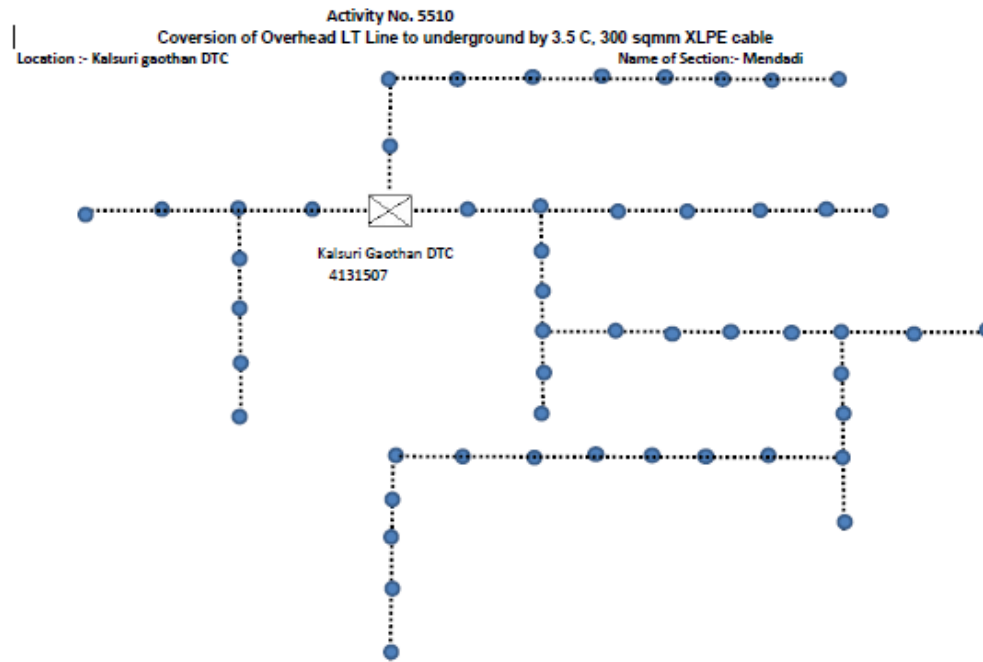 Activity No. 5510
Coversion of Overhead LT Line to underground by 3.5 C, 300 sqmm XLPE cable
Location :- Kalsuri gaothan DTC Name of Section:- Mendadi
Kalsuri Gaothan DTC
4131507